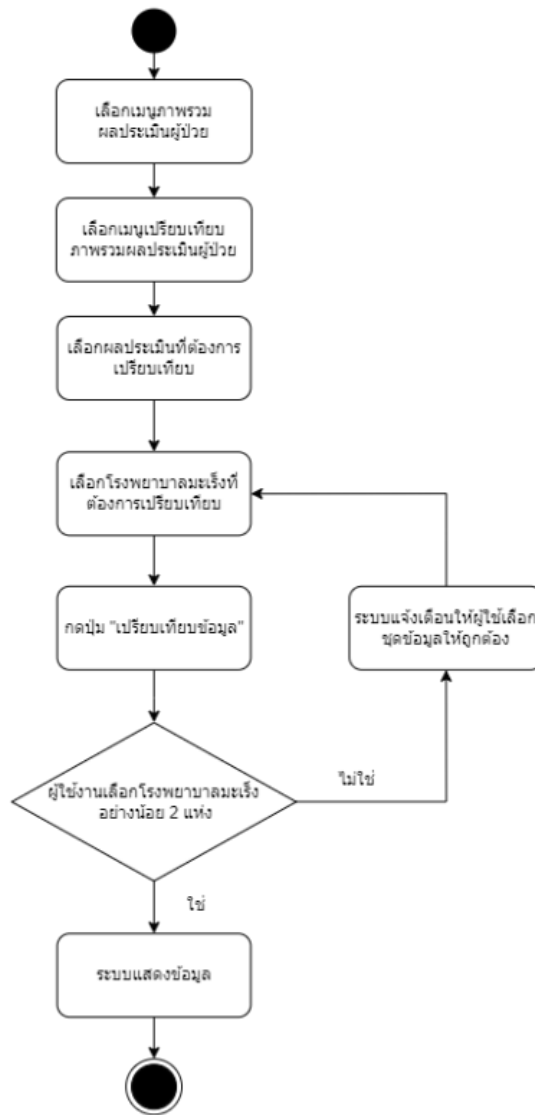 เลือกเมนูภาพรวม
ผลประเมินผู้ป่วย
เลือกเมนูเปรียบเทียบ
ภาพรวมผลประเมินผู้ป่วย
เลือกผลประเมินที่ต้องการ
เปรียบเทียบ
เลือกโรงพยาบาลมะเร็งที่
ต้องการเปรียบเทียบ
กดปุ่ม "เปรียบเทียบข้อมูล"
ระบบแจ้งเตือนให้ผู้ใช้เลือก
ชุดข้อมูลให้ถูกต้อง
ผู้ใช้งานเลือกโรงพยาบาลมะเร็ง
อย่างน้อย 2 แห่ง
ไม่ใช่
ใช่
ระบบแสดงข้อมูล